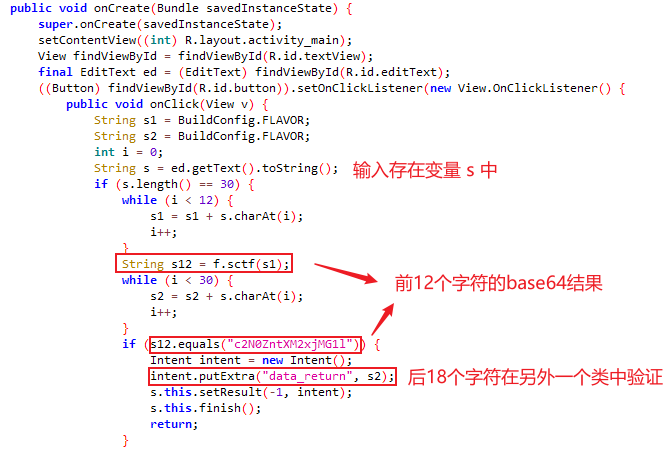 public void onCreate(Bundle savedInstanceState) {
super.onCreate(savedInstanceState);
setContentView((int) R.layout.activity_main);
View findViewById = findViewById(R.id.textView);
final EditText ed = (EditText) findViewById(R.id.editText);
((Button) findViewById(R.id.button)).setOnClickListener(new View.OnClickListener() {
public void onClick(View v) {
String s1 = BuildConfig.FLAVOR;
String s2 = BuildConfig.FLAVOR;
int i = 0;
String s = ed.getText().toString(); 输入存在变量 s 中
if (s.length() == 30) {
while (i < 12) {
s1 = s1 + s.charAt(i);
i++;
}
String s12 = f.sctf(s1);
前12个字符的base64结果
while (i < 30) {
s2 = s2 + s.charAt(i);
i++;
}
if (s12.equals("c2N0ZntXM2xjMG1l")) {
Intent intent = new Intent();
intent.putExtra("data_return", s2); 后18个字符在另外一个类中验证
s.this.setResult(-1, intent);
s.this.finish();
return;
}